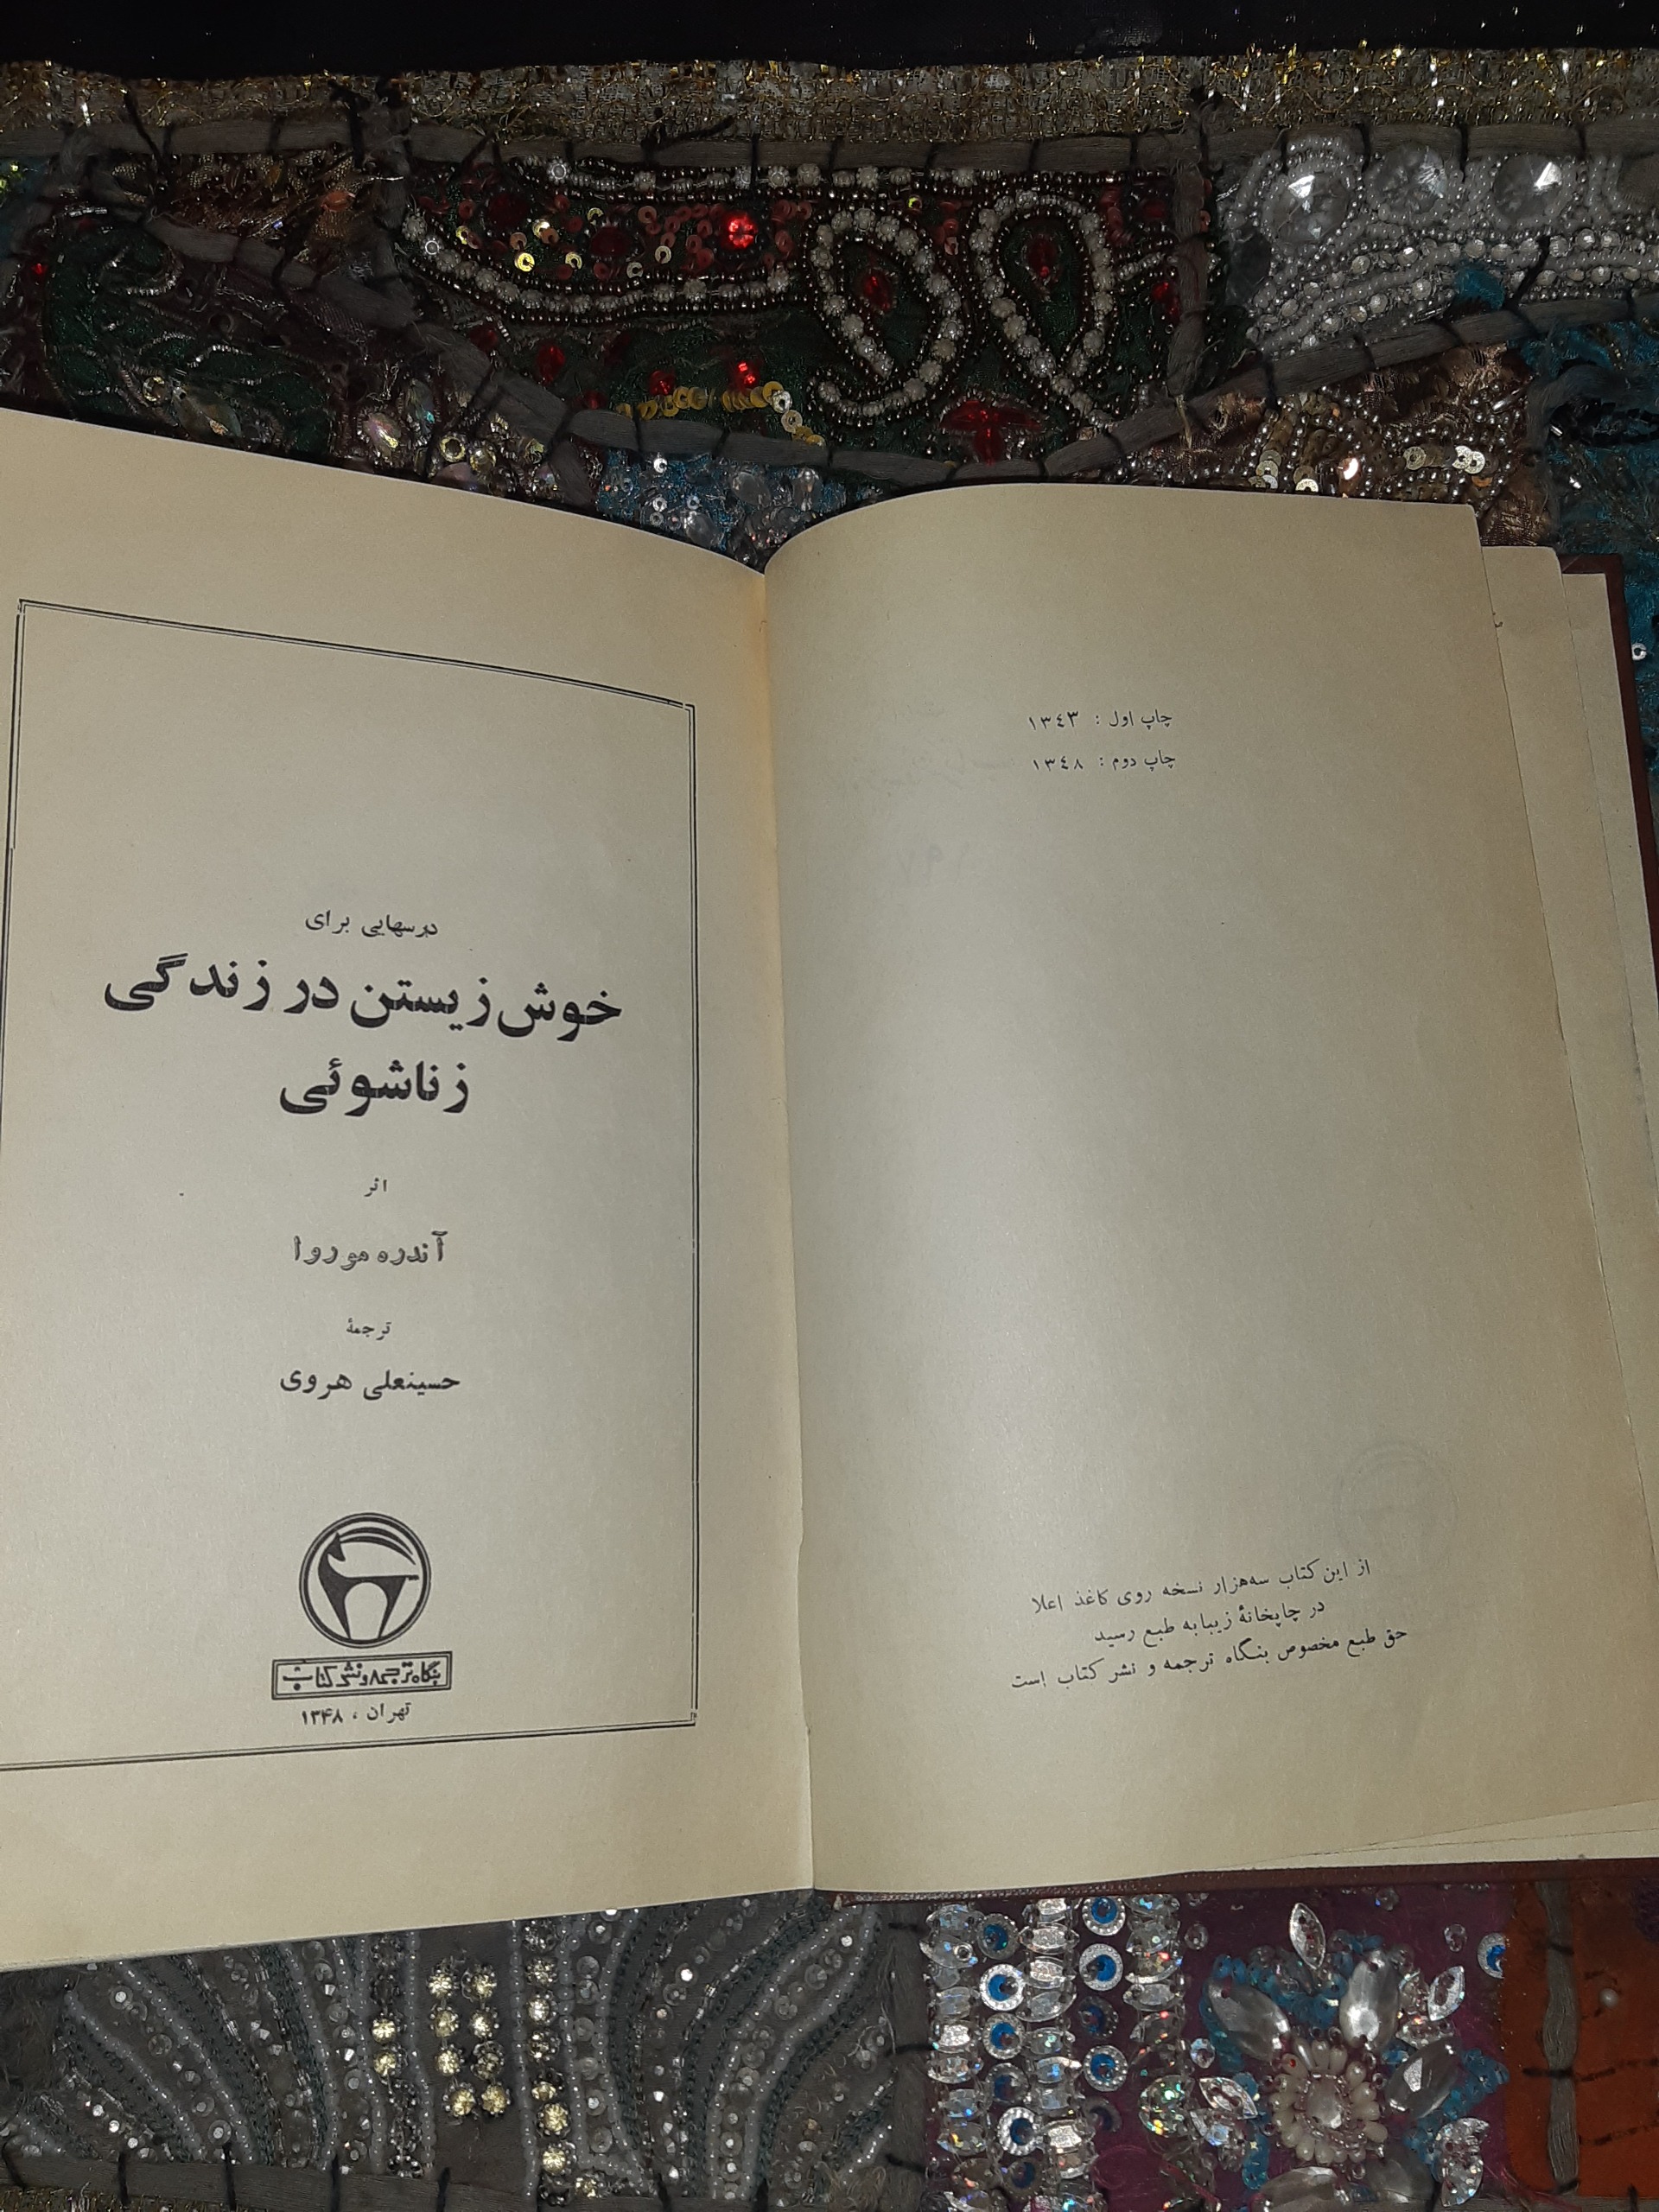 چاپ اول : ١٣٤٣
چاپ دوم : ١٣٤٨
از این کتاب سه‌هزار نسخه روی کاغذ اعلا
در چاپخانهٔ زیبا به طبع رسید
حق طبع مخصوص بنگاه ترجمه و نشر کتاب است
درسهایی برای
خوش زیستن در زندگی
زناشوئی
اثر
آندره موروا
ترجمهٔ
حسینعلی هروی
بنگاه ترجمه و نشر کتاب
تهران ، ۱۳۴۸